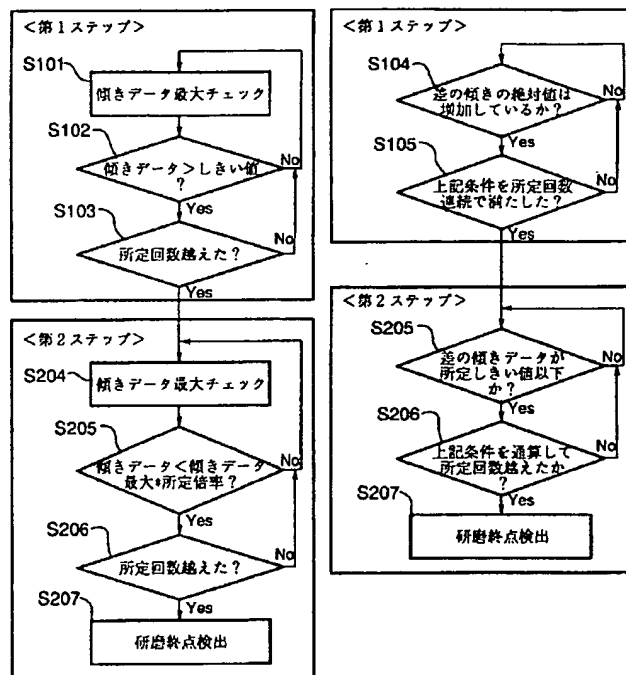 <第1ステップ>
S101
傾きデータ最大チェック
S102
傾きデータ>しきい値
?
No
Yes
S103
所定回数越えた?
No
Yes
<第2ステップ>
S204
傾きデータ最大チェック
S205
傾きデータ<傾きデータ
最大*所定倍率?
No
Yes
S206
所定回数越えた?
No
Yes
S207
研磨終点検出
<第1ステップ>
S104
差の傾きの絶対値は
増加しているか?
No
Yes
S105
上記条件を所定回数
連続で満たした?
No
Yes
<第2ステップ>
S205
差の傾きデータが
所定しきい値以下
か?
No
Yes
S206
上記条件を通算して
所定回数越えたか
?
No
Yes
S207
研磨終点検出